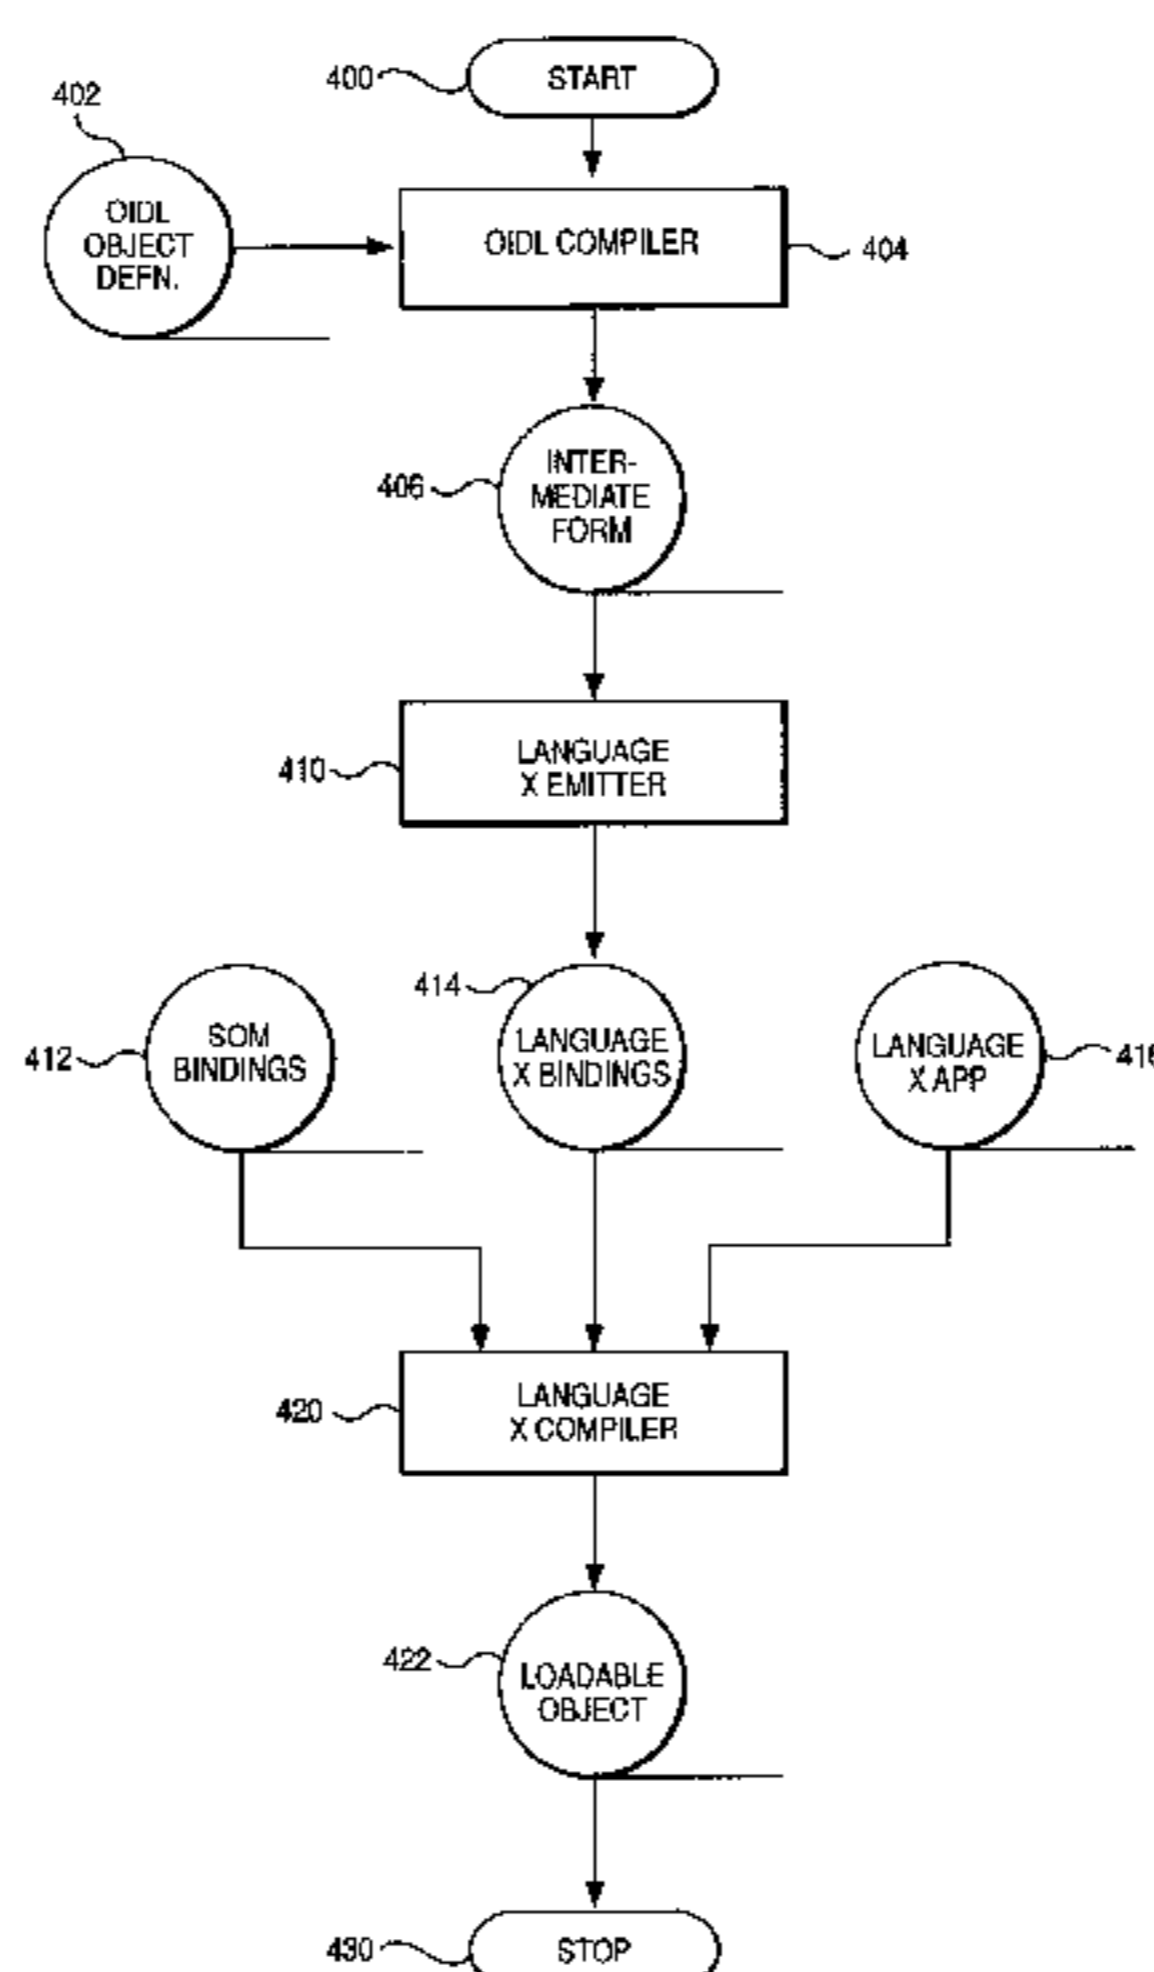 400
START
402
OIDL
OBJECT
DEFN.
OIDL COMPILER
404
406
INTER-
MEDIATE
FORM
410
LANGUAGE
X EMITTER
412
SOM
BINDINGS
414
LANGUAGE
X BINDINGS
LANGUAGE
X APP
416
420
LANGUAGE
X COMPILER
422
LOADABLE
OBJECT
430
STOP